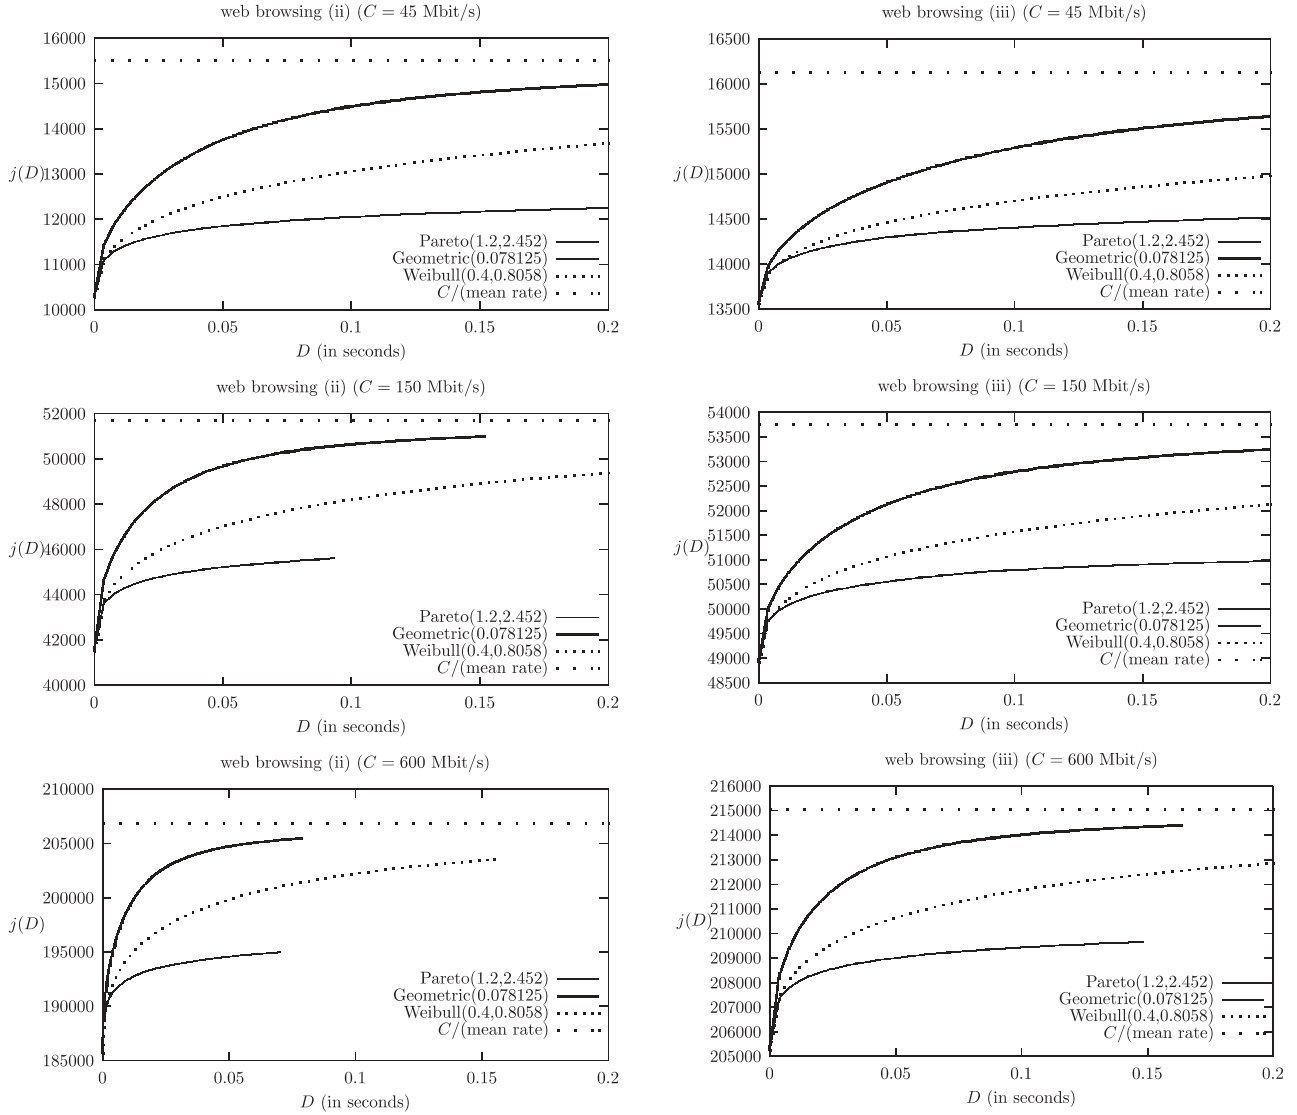 web browsing (ii) (C = 45 Mbit/s)
16000
15000
14000
j(D)13000
12000
11000
10000
Pareto(1.2,2.452)
Geometric(0.078125)
Weibull(0.4,0.8058)
C/(mean rate)
0 0.05 0.1 0.15 0.2
D (in seconds)
web browsing (iii) (C = 45 Mbit/s)
16500
16000
15500
j(D)15000
14500
14000
13500
Pareto(1.2,2.452)
Geometric(0.078125)
Weibull(0.4,0.8058)
C/(mean rate)
0 0.05 0.1 0.15 0.2
D (in seconds)
web browsing (ii) (C = 150 Mbit/s)
52000
50000
48000
j(D)46000
44000
42000
40000
Pareto(1.2,2.452)
Geometric(0.078125)
Weibull(0.4,0.8058)
C/(mean rate)
0 0.05 0.1 0.15 0.2
D (in seconds)
web browsing (iii) (C = 150 Mbit/s)
54000
53500
53000
52500
52000
51500
j(D)
51000
50500
50000
49500
49000
48500
Pareto(1.2,2.452)
Geometric(0.078125)
Weibull(0.4,0.8058)
C/(mean rate)
0 0.05 0.1 0.15 0.2
D (in seconds)
web browsing (ii) (C = 600 Mbit/s)
210000
205000
200000
j(D)
195000
190000
185000
Pareto(1.2,2.452)
Geometric(0.078125)
Weibull(0.4,0.8058)
C/(mean rate)
0 0.05 0.1 0.15 0.2
D (in seconds)
web browsing (iii) (C = 600 Mbit/s)
216000
215000
214000
213000
212000
211000
j(D)
210000
209000
208000
207000
206000
205000
Pareto(1.2,2.452)
Geometric(0.078125)
Weibull(0.4,0.8058)
C/(mean rate)
0 0.05 0.1 0.15 0.2
D (in seconds)